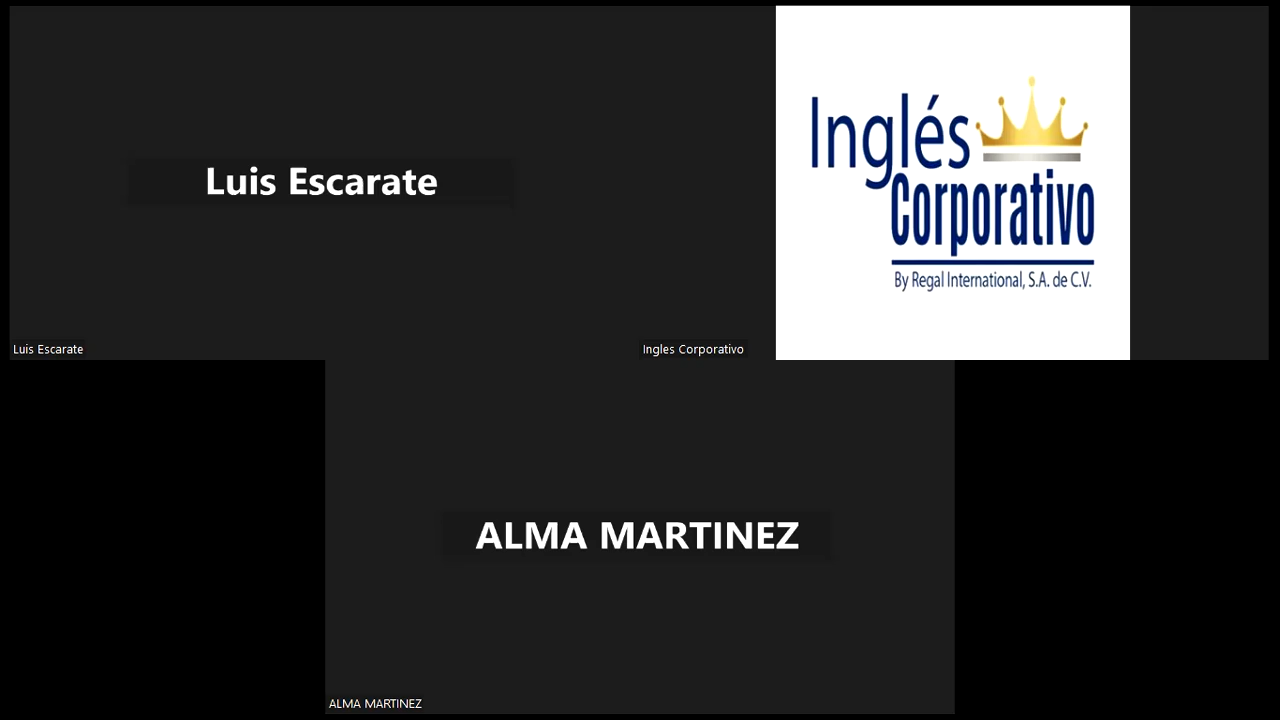 Luis Escarate
Inglés
Corporativo
By Regal International, S.A. de C.V.
Luis Escarate
Ingles Corporativo
ALMA MARTINEZ
ALMA MARTINEZ